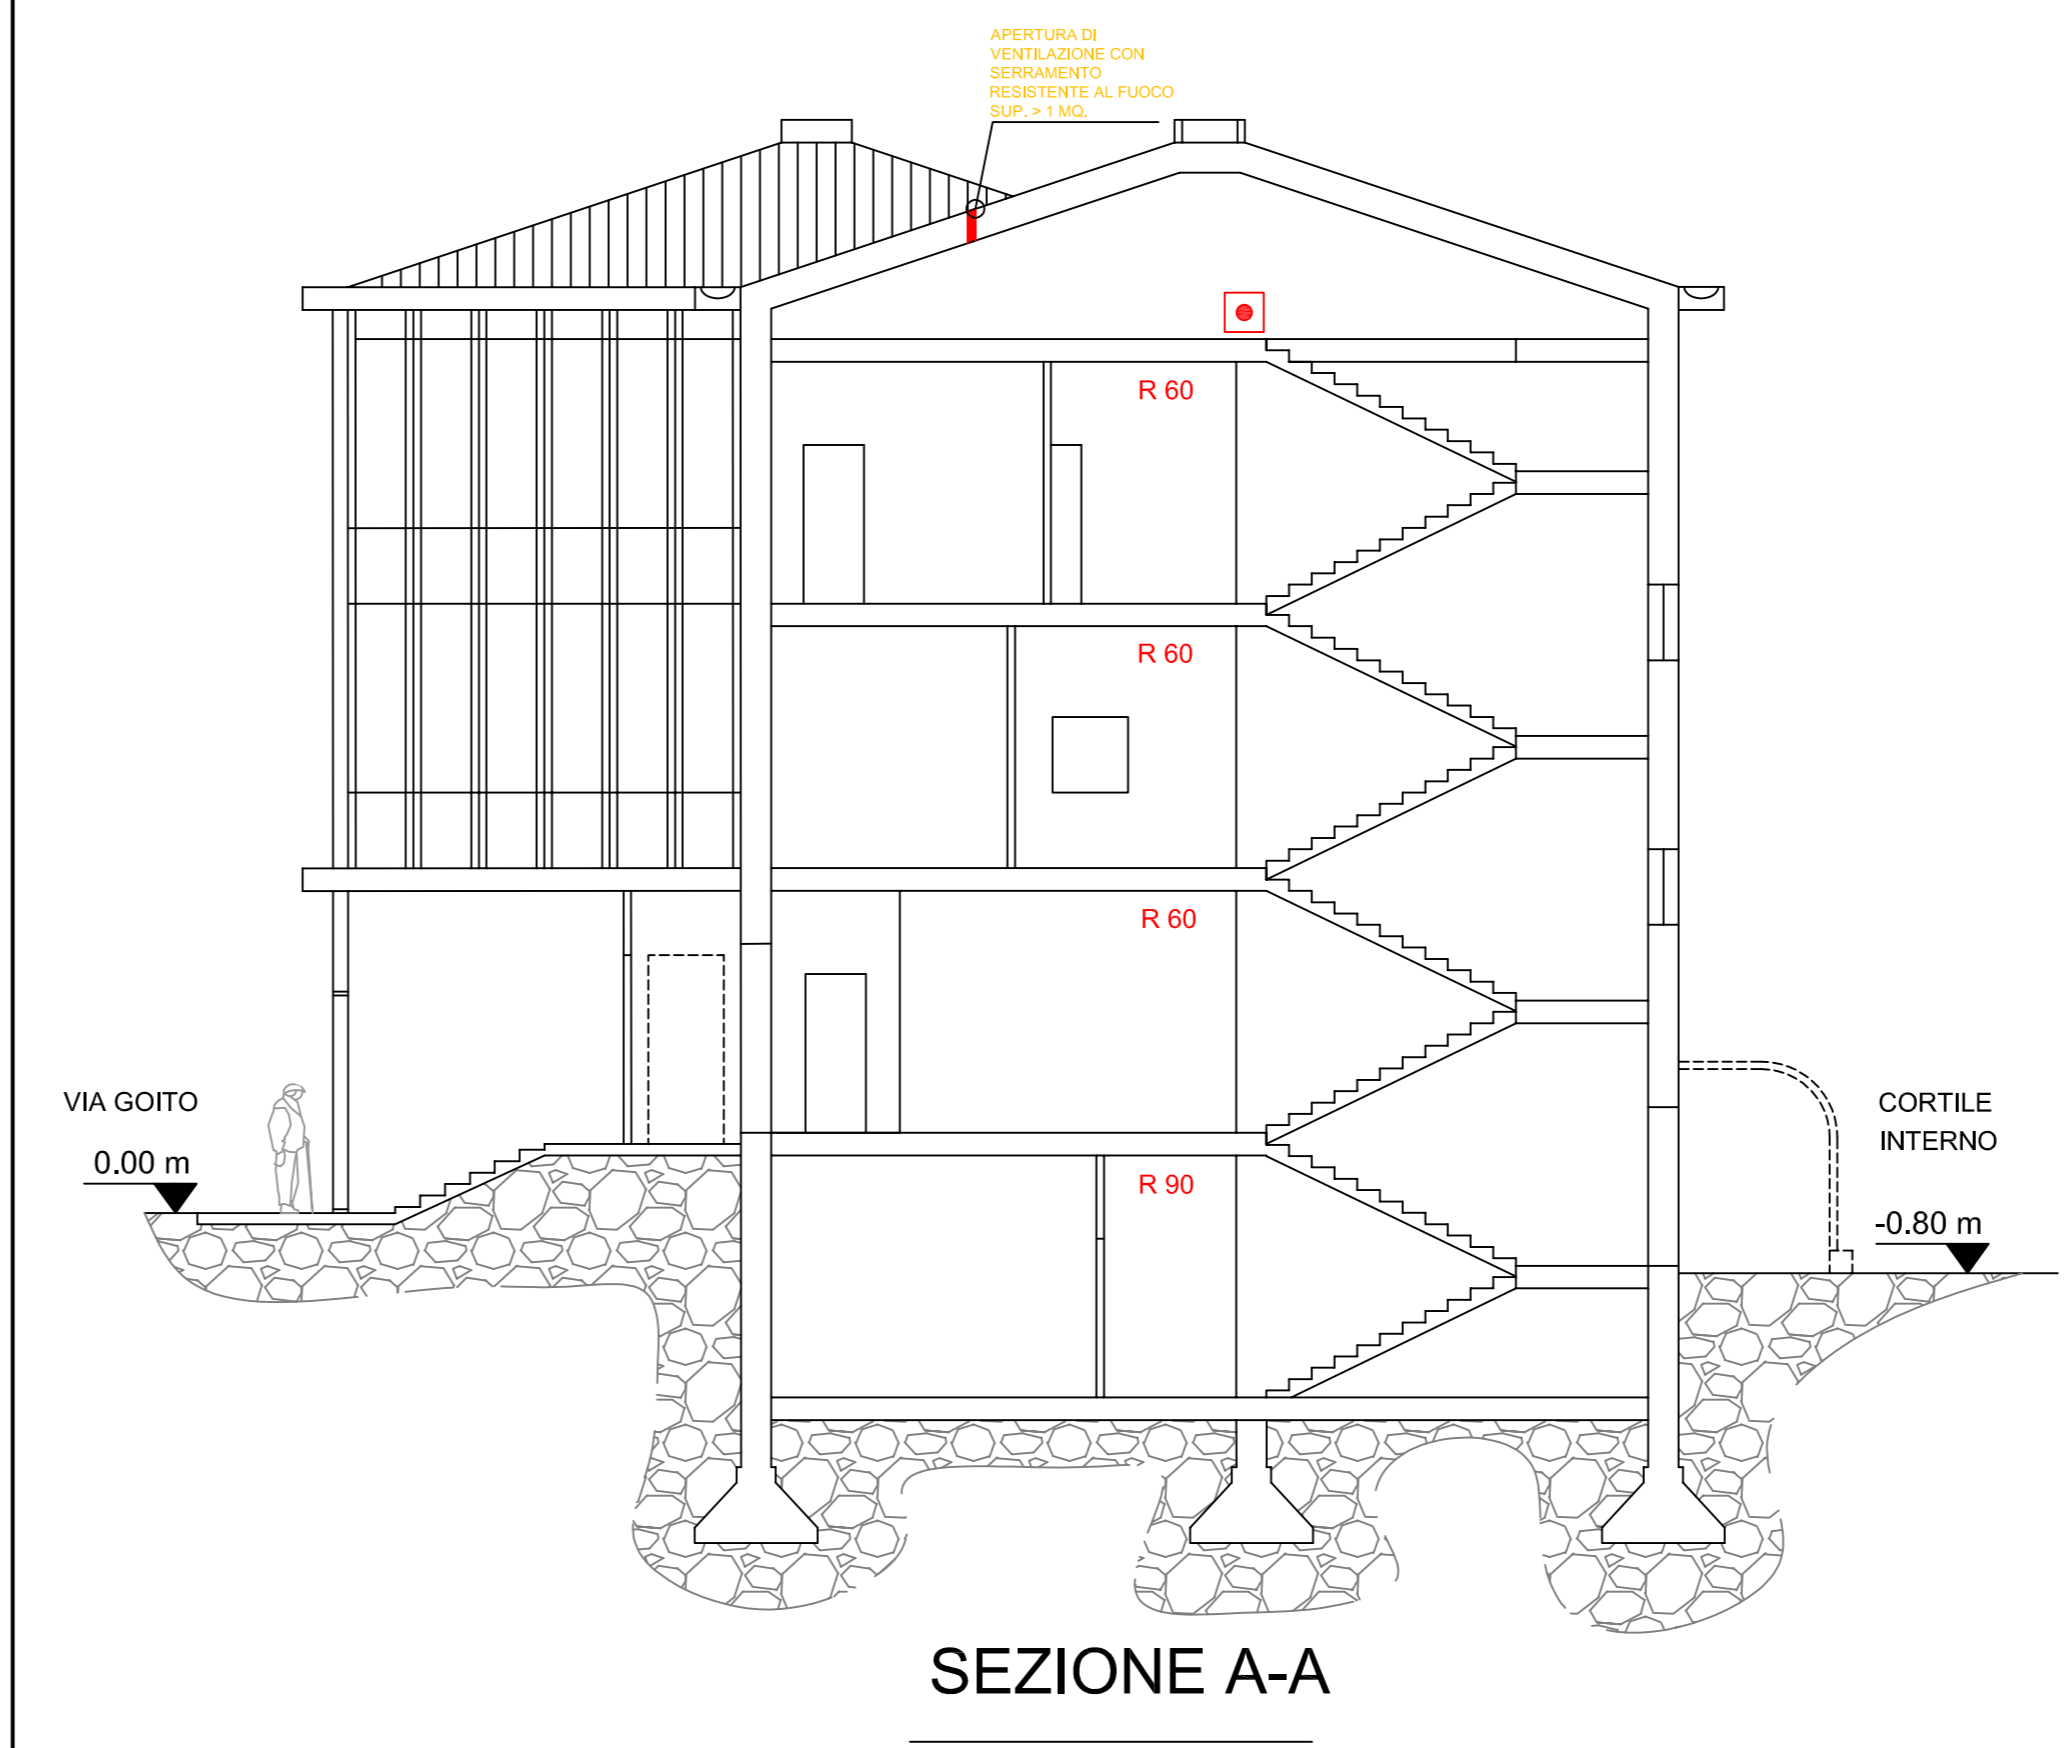 APERTURA DI
VENTILAZIONE CON
SERRAMENTO
RESISTENTE AL FUOCO
SUP. > 1 MQ.
R 60
R 60
R 60
VIA GOITO
0.00 m
CORTILE
INTERNO
R 90
-0.80 m
SEZIONE A-A